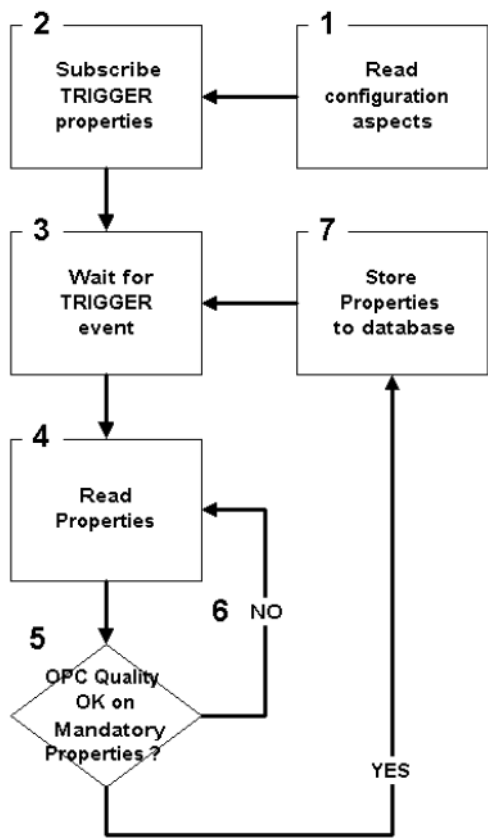 2
Subscribe
TRIGGER
properties
1
Read
configuration
aspects
3
Wait for
TRIGGER
event
7
Store
Properties
to database
4
Read
Properties
5
OPC Quality
OK on
Mandatory
Properties ?
6 NO
YES